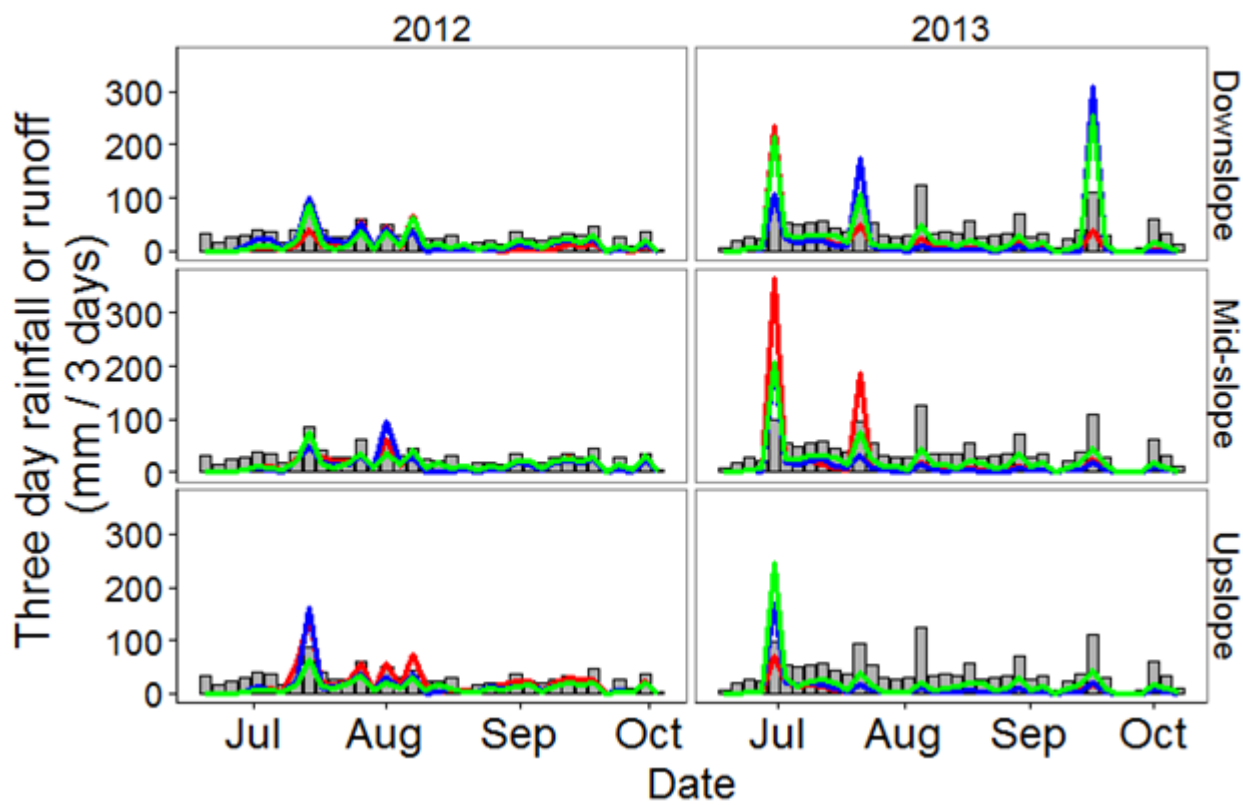 2012
2013
Three day rainfall or runoff
(mm / 3 days)
300
200
100
0
Downslope
300
200
100
0
Mid-slope
300
200
100
0
Upslope
Jul
Aug
Sep
Oct
Jul
Aug
Sep
Oct
Date